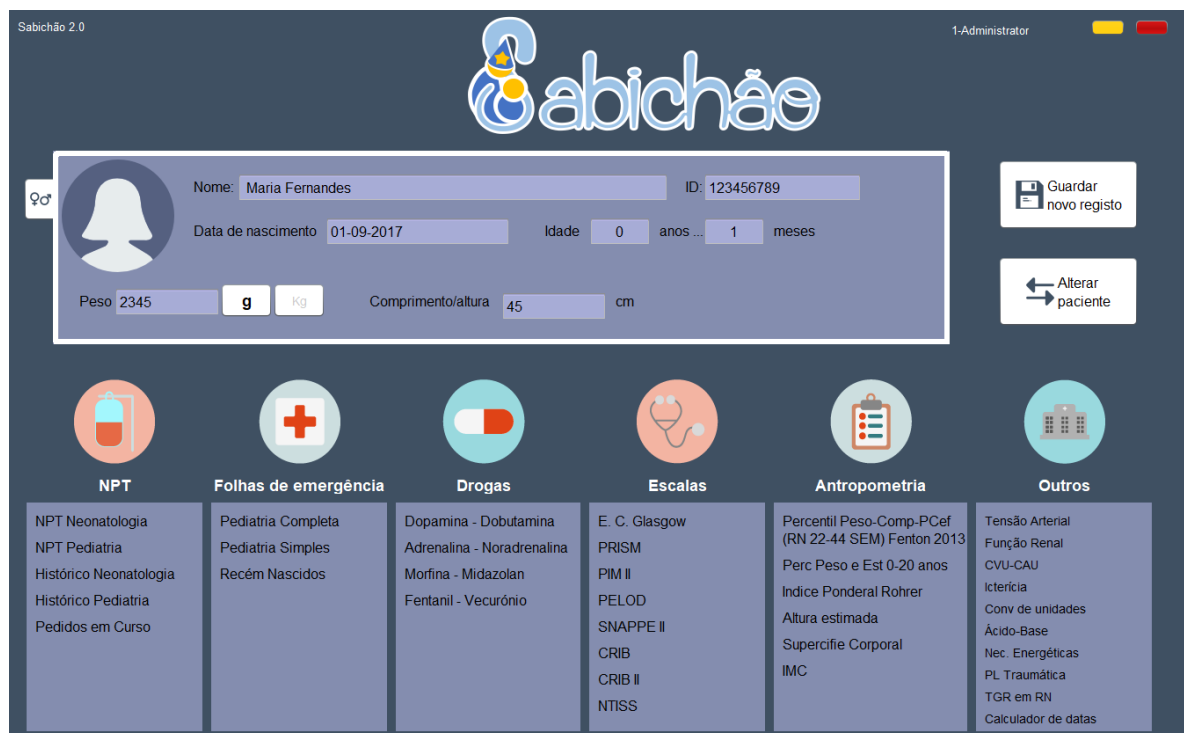 Sabichão 2.0
1-Administrator
Sabichão
Nome: Maria Fernandes ID: 123456789
Data de nascimento 01-09-2017 Idade 0 anos ... 1 meses
Peso 2345 g Kg Comprimento/altura 45 cm
Guardar
novo registo
Alterar
paciente
NPT
NPT Neonatologia
NPT Pediatria
Histórico Neonatologia
Histórico Pediatria
Pedidos em Curso
Folhas de emergência
Pediatria Completa
Pediatria Simples
Recém Nascidos
Drogas
Dopamina - Dobutamina
Adrenalina - Noradrenalina
Morfina - Midazolan
Fentanil - Vecurónio
Escalas
E. C. Glasgow
PRISM
PIM II
PELOD
SNAPPE II
CRIB
CRIB II
NTISS
Antropometria
Percentil Peso-Comp-PCef
(RN 22-44 SEM) Fenton 2013
Perc Peso e Est 0-20 anos
Indice Ponderal Rohrer
Altura estimada
Supercifie Corporal
IMC
Outros
Tensão Arterial
Função Renal
CVU-CAU
Icterícia
Conv de unidades
Ácido-Base
Nec. Energéticas
PL Traumática
TGR em RN
Calculador de datas